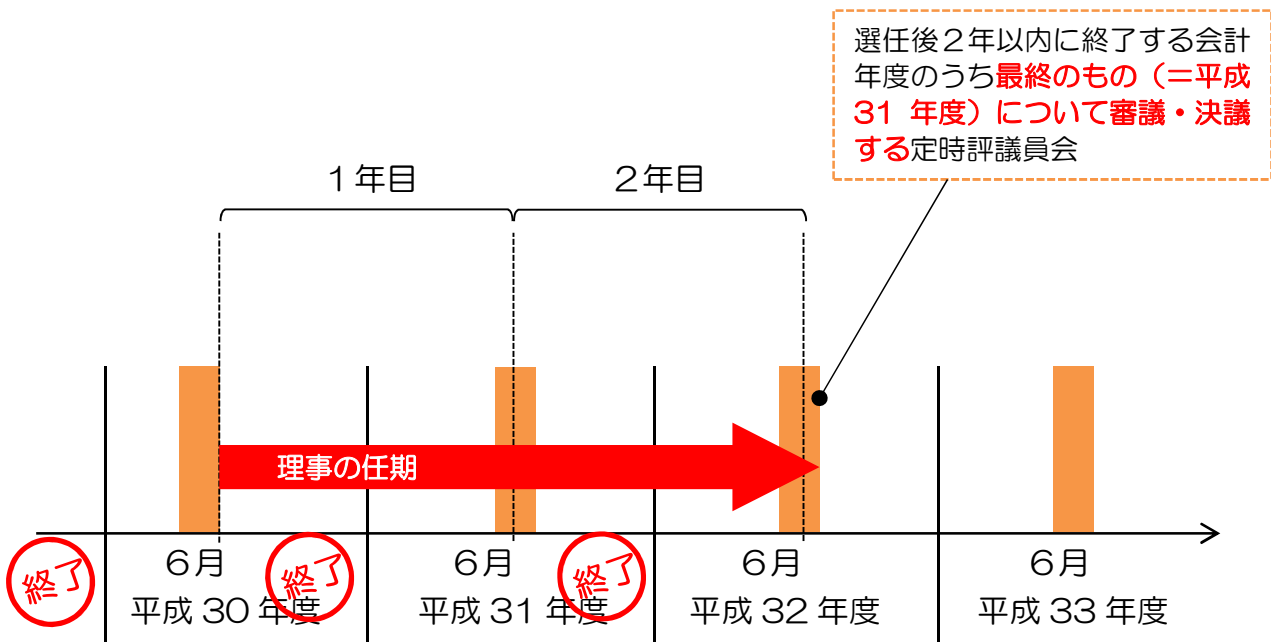 選任後２年以内に終了する会計
年度のうち最終のもの（＝平成
31 年度）について審議・決議
する定時評議員会
１年目
２年目
理事の任期
終了
６月
終了
６月
終了
６月
６月
平成 30 年度
平成 31 年度
平成 32 年度
平成 33 年度